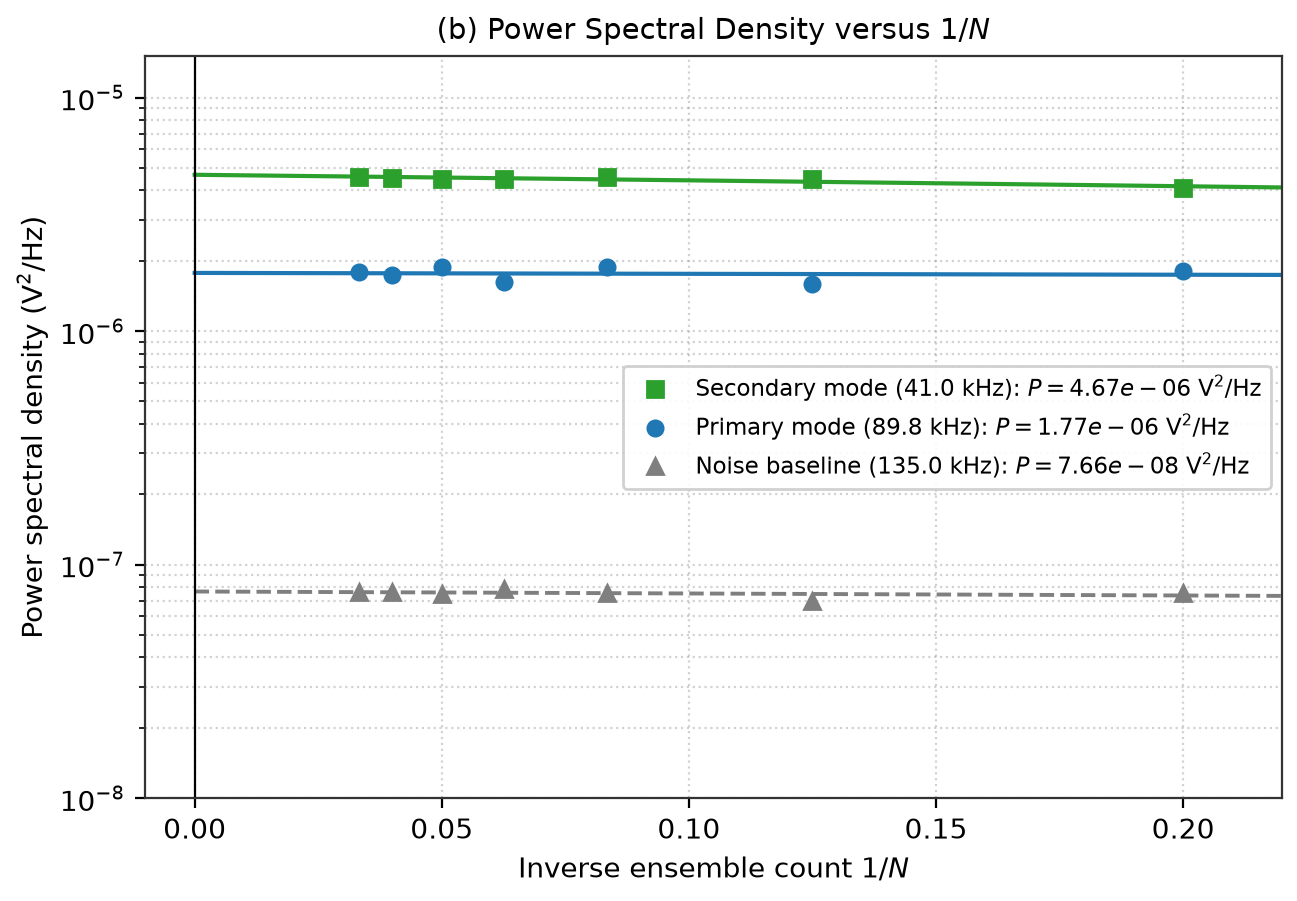 (b) Power Spectral Density versus 1/N
Power spectral density (V²/Hz)
10⁻⁵
10⁻⁶
10⁻⁷
10⁻⁸
Secondary mode (41.0 kHz): P = 4.67e − 06 V²/Hz
Primary mode (89.8 kHz): P = 1.77e − 06 V²/Hz
Noise baseline (135.0 kHz): P = 7.66e − 08 V²/Hz
0.00 0.05 0.10 0.15 0.20
Inverse ensemble count 1/N